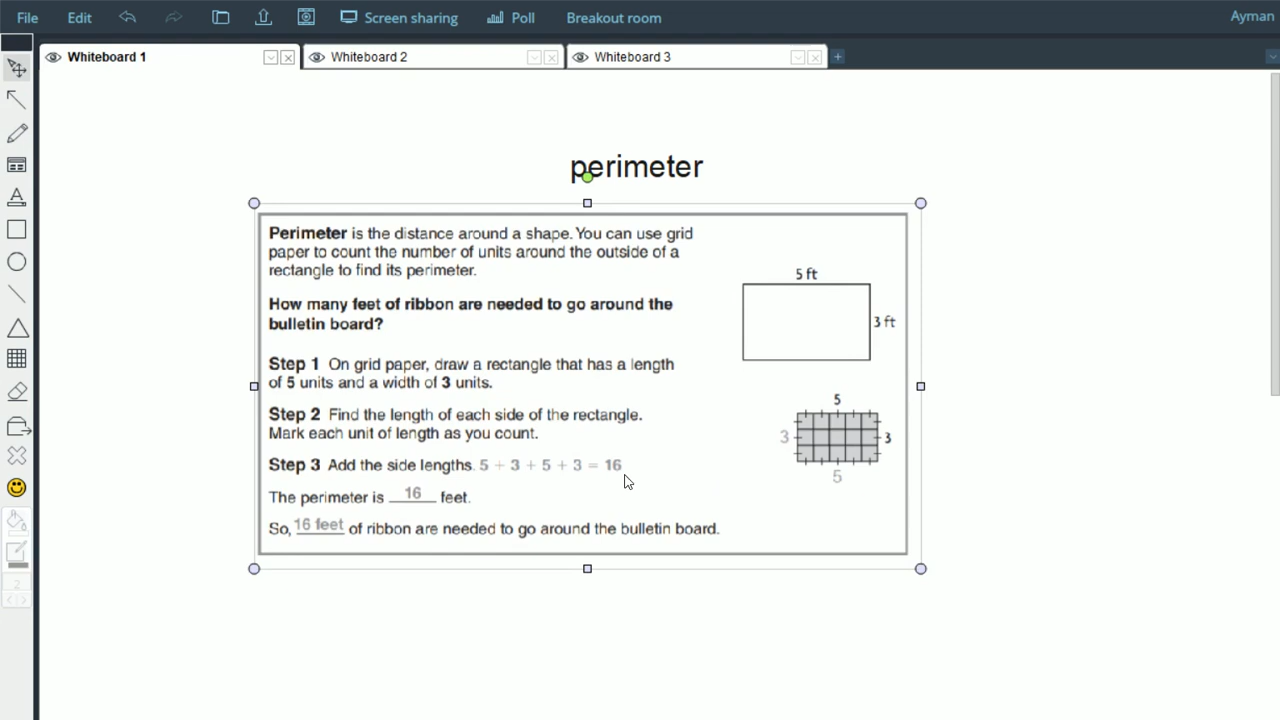 File Edit Screen sharing Poll Breakout room Ayman
Whiteboard 1 Whiteboard 2 Whiteboard 3
perimeter
Perimeter is the distance around a shape. You can use grid
paper to count the number of units around the outside of a
rectangle to find its perimeter.
How many feet of ribbon are needed to go around the
bulletin board?
Step 1 On grid paper, draw a rectangle that has a length
of 5 units and a width of 3 units.
Step 2 Find the length of each side of the rectangle.
Mark each unit of length as you count.
Step 3 Add the side lengths. 5 + 3 + 5 + 3 = 16
The perimeter is 16 feet.
So, 16 feet of ribbon are needed to go around the bulletin board.
5 ft
3 ft
5
3 3
5
2